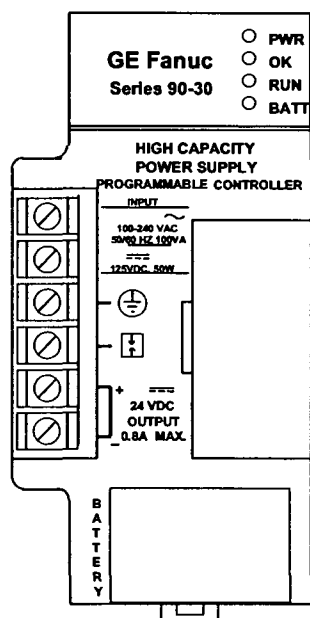 GE Fanuc
Series 90-30
PWR
OK
RUN
BATT
HIGH CAPACITY
POWER SUPPLY
PROGRAMMABLE CONTROLLER
INPUT
100-240 VAC
50/60 HZ 100VA
125VDC, 50W
+
24 VDC
OUTPUT
0.8A MAX.
-
BATTERY